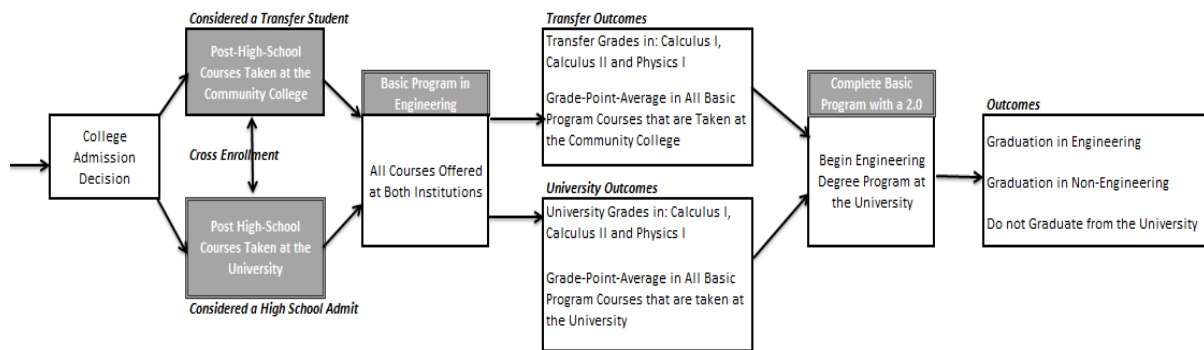 Considered a Transfer Student
Post-High-School
Courses Taken at the
Community College
College
Admission
Decision
Cross Enrollment
Post High-School
Courses Taken at the
University
Considered a High School Admit
Basic Program in
Engineering
All Courses Offered
at Both Institutions
Transfer Outcomes
Transfer Grades in: Calculus I,
Calculus II and Physics I
Grade-Point-Average in All Basic
Program Courses that are Taken at
the Community College
University Outcomes
University Grades in: Calculus I,
Calculus II and Physics I
Grade-Point-Average in All Basic
Program Courses that are taken at
the University
Complete Basic
Program with a 2.0
Begin Engineering
Degree Program at
the University
Outcomes
Graduation in Engineering
Graduation in Non-Engineering
Do not Graduate from the University